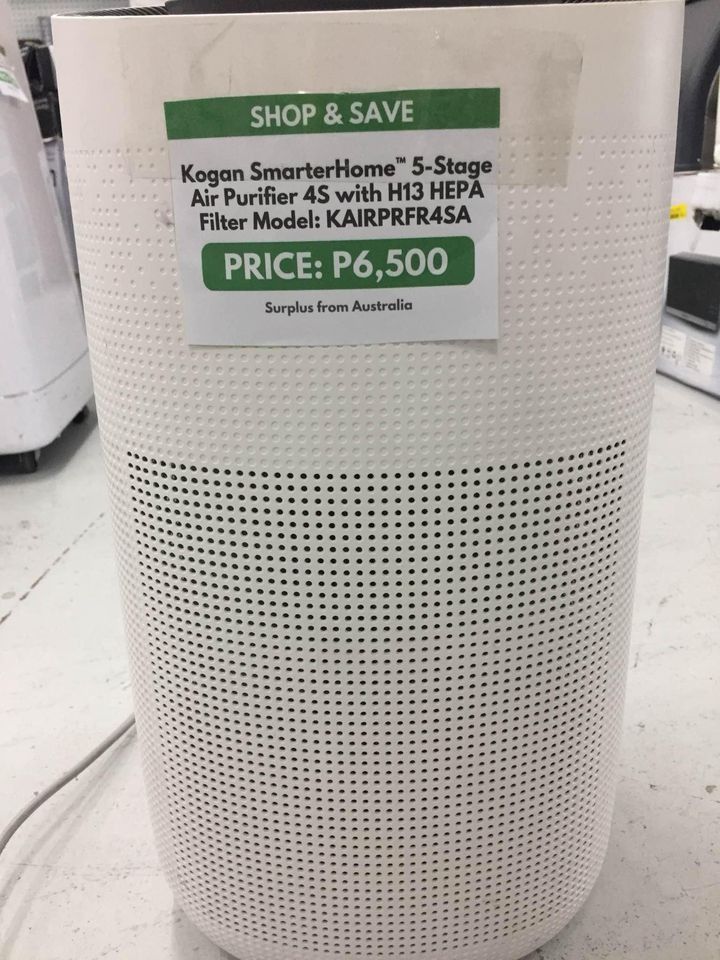 SHOP & SAVE
Kogan SmarterHome™ 5-Stage
Air Purifier 4S with H13 HEPA
Filter Model: KAIRPRFR4SA
PRICE: P6,500
Surplus from Australia